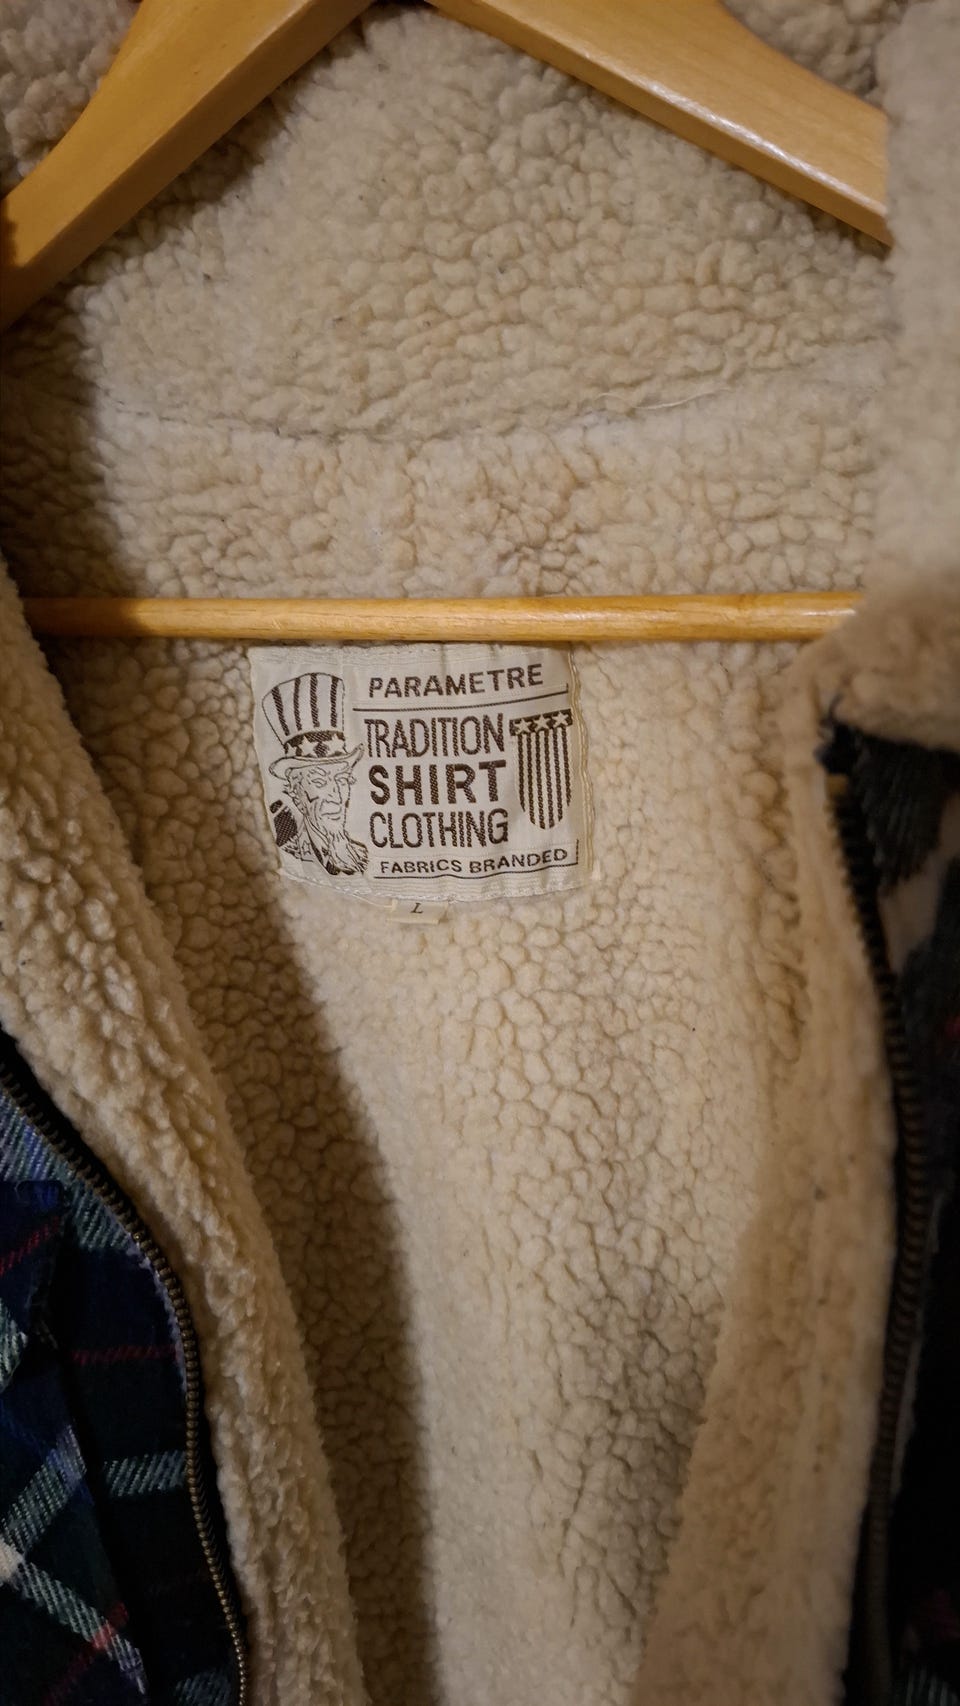 PARAMETRE
TRADITION
SHIRT
CLOTHING
FABRICS BRANDED
L